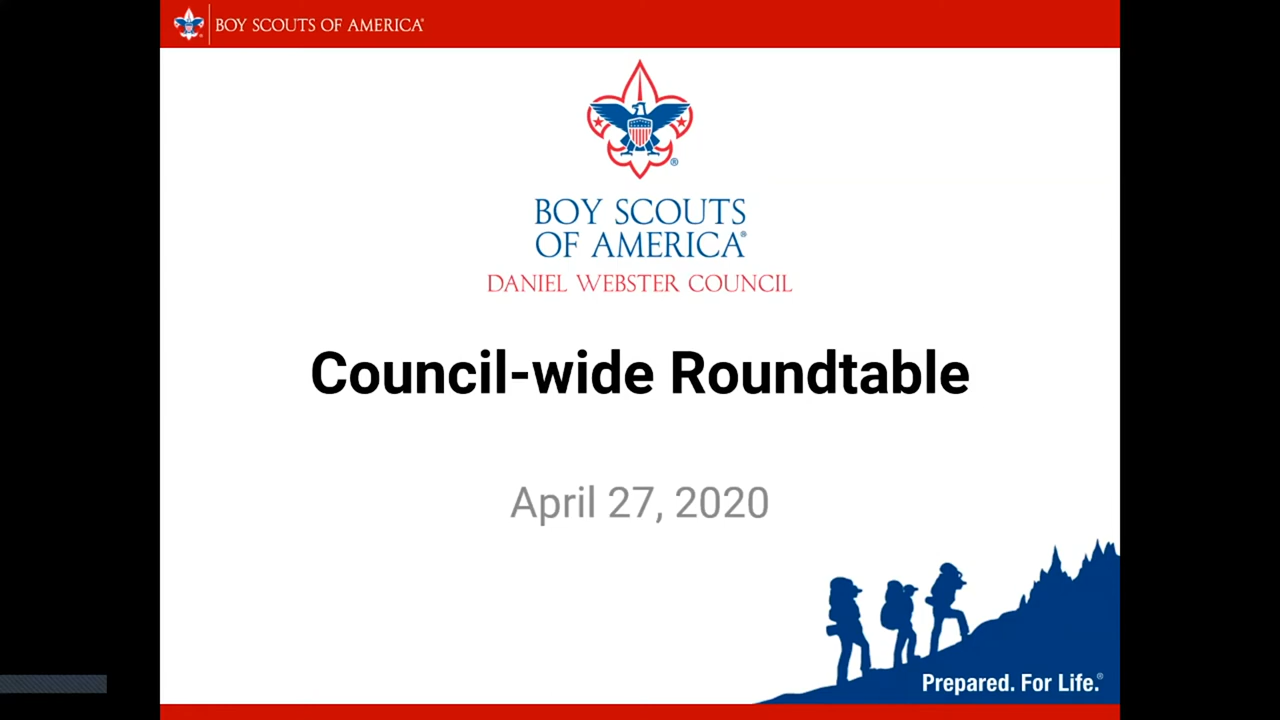 BOY SCOUTS OF AMERICA®
BOY SCOUTS
OF AMERICA®
DANIEL WEBSTER COUNCIL
Council-wide Roundtable
April 27, 2020
Prepared. For Life.®